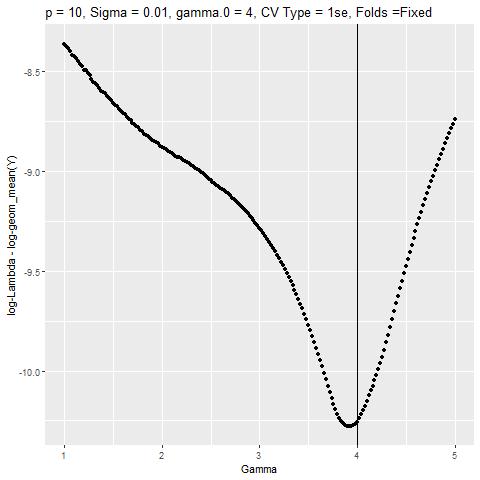 p = 10, Sigma = 0.01, gamma.0 = 4, CV Type = 1se, Folds =Fixed
log-Lambda - log-geom_mean(Y)
-8.5
-9.0
-9.5
-10.0
1 2 3 4 5
Gamma